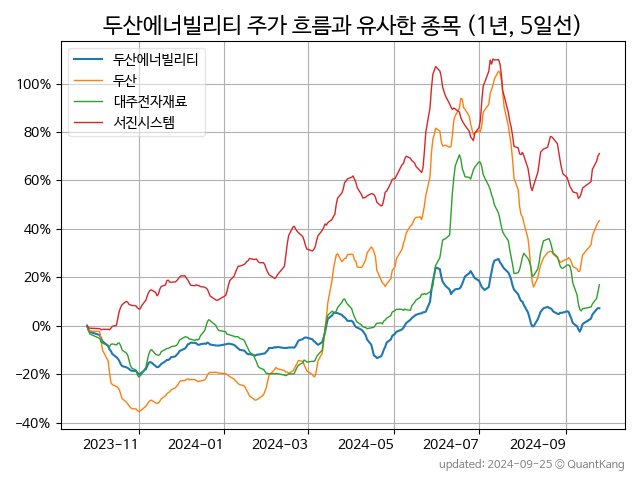 두산에너빌리티 주가 흐름과 유사한 종목 (1년, 5일선)
두산에너빌리티
두산
대주전자재료
서진시스템
100%
80%
60%
40%
20%
0%
−20%
−40%
2023-11
2024-01
2024-03
2024-05
2024-07
2024-09
updated: 2024-09-25 © QuantKang